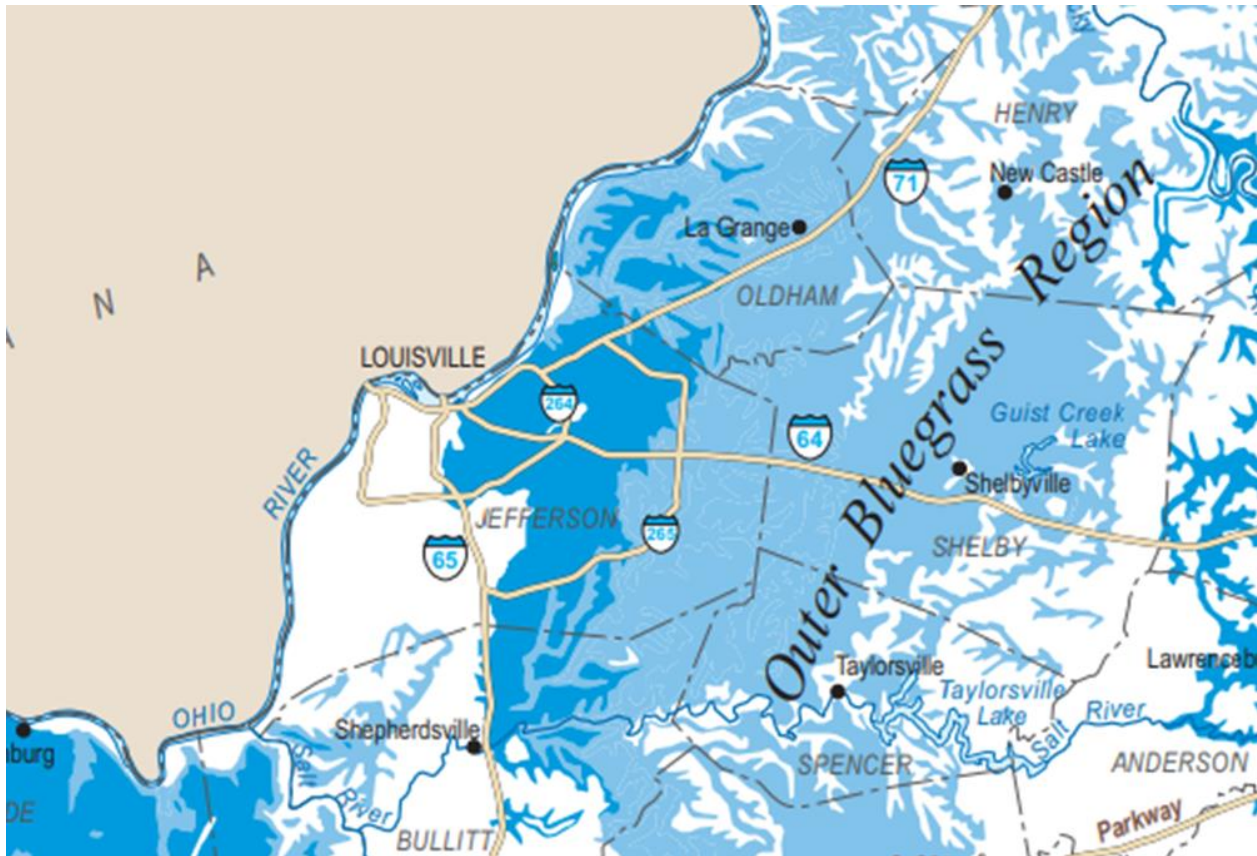 HENRY
71
New Castle
La Grange
A
N
OLDHAM
Region
LOUISVILLE
264
64
Guist Creek
Lake
Bluegrass
Shelbyville
RIVER
JEFFERSON
265
65
SHELBY
Outer
Taylorsville
Lawrenceb
Taylorsville
Lake
OHIO
Shepherdsville
River
Salt
Salt
nburg
SPENCER
ANDERSON
River
DE
BULLITT
Parkway